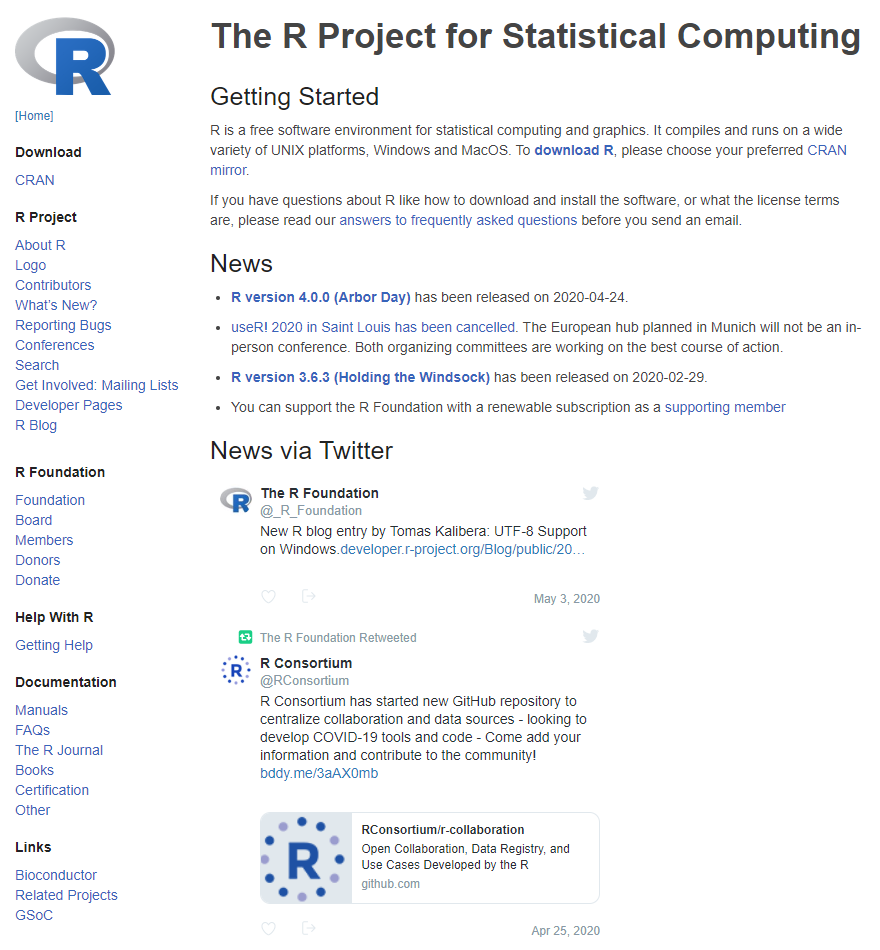 R
[Home]
Download
CRAN
R Project
About R
Logo
Contributors
What's New?
Reporting Bugs
Conferences
Search
Get Involved: Mailing Lists
Developer Pages
R Blog
R Foundation
Foundation
Board
Members
Donors
Donate
Help With R
Getting Help
Documentation
Manuals
FAQs
The R Journal
Books
Certification
Other
Links
Bioconductor
Related Projects
GSoC
The R Project for Statistical Computing
Getting Started
R is a free software environment for statistical computing and graphics. It compiles and runs on a wide
variety of UNIX platforms, Windows and MacOS. To download R, please choose your preferred CRAN
mirror.
If you have questions about R like how to download and install the software, or what the license terms
are, please read our answers to frequently asked questions before you send an email.
News
• R version 4.0.0 (Arbor Day) has been released on 2020-04-24.
• useR! 2020 in Saint Louis has been cancelled. The European hub planned in Munich will not be an in-
person conference. Both organizing committees are working on the best course of action.
• R version 3.6.3 (Holding the Windsock) has been released on 2020-02-29.
• You can support the R Foundation with a renewable subscription as a supporting member
News via Twitter
R
The R Foundation
@_R_Foundation
New R blog entry by Tomas Kalibera: UTF-8 Support
on Windows.developer.r-project.org/Blog/public/20…
May 3, 2020
The R Foundation Retweeted
R
R Consortium
@RConsortium
R Consortium has started new GitHub repository to
centralize collaboration and data sources - looking to
develop COVID-19 tools and code - Come add your
information and contribute to the community!
bddy.me/3aAX0mb
R
RConsortium/r-collaboration
Open Collaboration, Data Registry, and
Use Cases Developed by the R
github.com
Apr 25, 2020